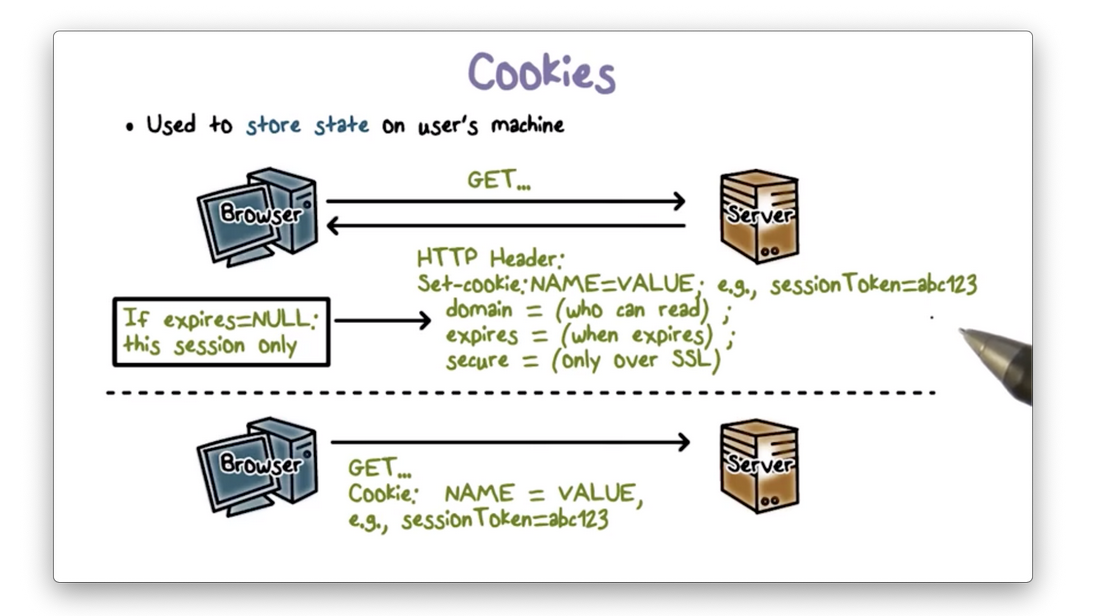 Cookies
• Used to store state on user's machine
GET...
Browser
Server
HTTP Header:
Set-cookie:NAME=VALUE; e.g., sessionToken=abc123
domain = (who can read) ;
If expires=NULL:
this session only
expires = (when expires) ;
secure = (only over SSL)
Browser
Server
GET...
Cookie: NAME = VALUE,
e.g., sessionToken=abc123